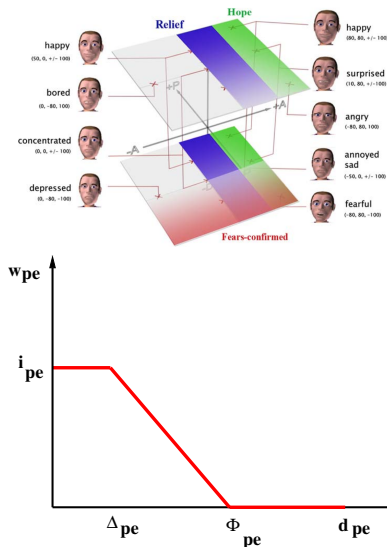 Hope
Relief
happy
(50, 0, +/- 100)
bored
(0, -80, 100)
concentrated
(0, 0, +/- 100)
depressed
(0, -80, -100)
+P
+A
-A
happy
(80, 80, +/- 100)
surprised
(10, 80, +/-100)
angry
(-80, 80, 100)
annoyed
sad
(-50, 0, +/- 100)
fearful
(-80, 80, -100)
Fears-confirmed
w pe
i pe
Δ pe
Φ pe
d pe